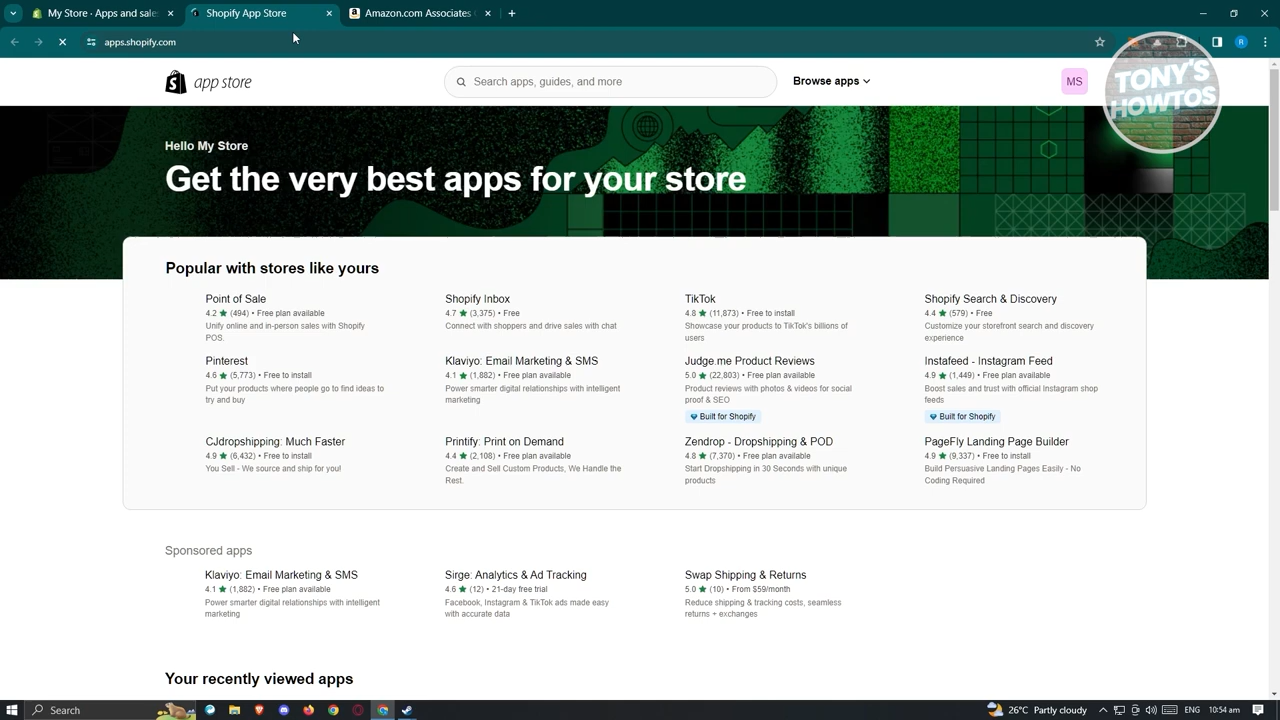 My Store · Apps and sale
Shopify App Store
Amazon.com Associates
apps.shopify.com
app store
Search apps, guides, and more
Browse apps
MS
TONY'S
HOWTOS
Hello My Store
Get the very best apps for your store
Popular with stores like yours
Point of Sale
4.2 ★ (494) • Free plan available
Unify online and in-person sales with Shopify
POS.
Shopify Inbox
4.7 ★ (3,375) • Free
Connect with shoppers and drive sales with chat
TikTok
4.8 ★ (11,873) • Free to install
Showcase your products to TikTok's billions of
users
Shopify Search & Discovery
4.4 ★ (579) • Free
Customize your storefront search and discovery
experience
Pinterest
4.6 ★ (5,773) • Free to install
Put your products where people go to find ideas to
try and buy
Klaviyo: Email Marketing & SMS
4.1 ★ (1,882) • Free plan available
Power smarter digital relationships with intelligent
marketing
Judge.me Product Reviews
5.0 ★ (22,803) • Free plan available
Product reviews with photos & videos for social
proof & SEO
Built for Shopify
Instafeed - Instagram Feed
4.9 ★ (1,449) • Free plan available
Boost sales and trust with official Instagram shop
feeds
Built for Shopify
CJdropshipping: Much Faster
4.9 ★ (6,432) • Free to install
You Sell - We source and ship for you!
Printify: Print on Demand
4.4 ★ (2,108) • Free plan available
Create and Sell Custom Products, We Handle the
Rest.
Zendrop - Dropshipping & POD
4.8 ★ (7,370) • Free plan available
Start Dropshipping in 30 Seconds with unique
products
PageFly Landing Page Builder
4.9 ★ (9,337) • Free to install
Build Persuasive Landing Pages Easily - No
Coding Required
Sponsored apps
Klaviyo: Email Marketing & SMS
4.1 ★ (1,882) • Free plan available
Power smarter digital relationships with intelligent
marketing
Sirge: Analytics & Ad Tracking
4.6 ★ (12) • 21-day free trial
Facebook, Instagram & TikTok ads made easy
with accurate data
Swap Shipping & Returns
5.0 ★ (10) • From $59/month
Reduce shipping & tracking costs, seamless
returns + exchanges
Your recently viewed apps
Search
26°C Partly cloudy
ENG
10:54 am